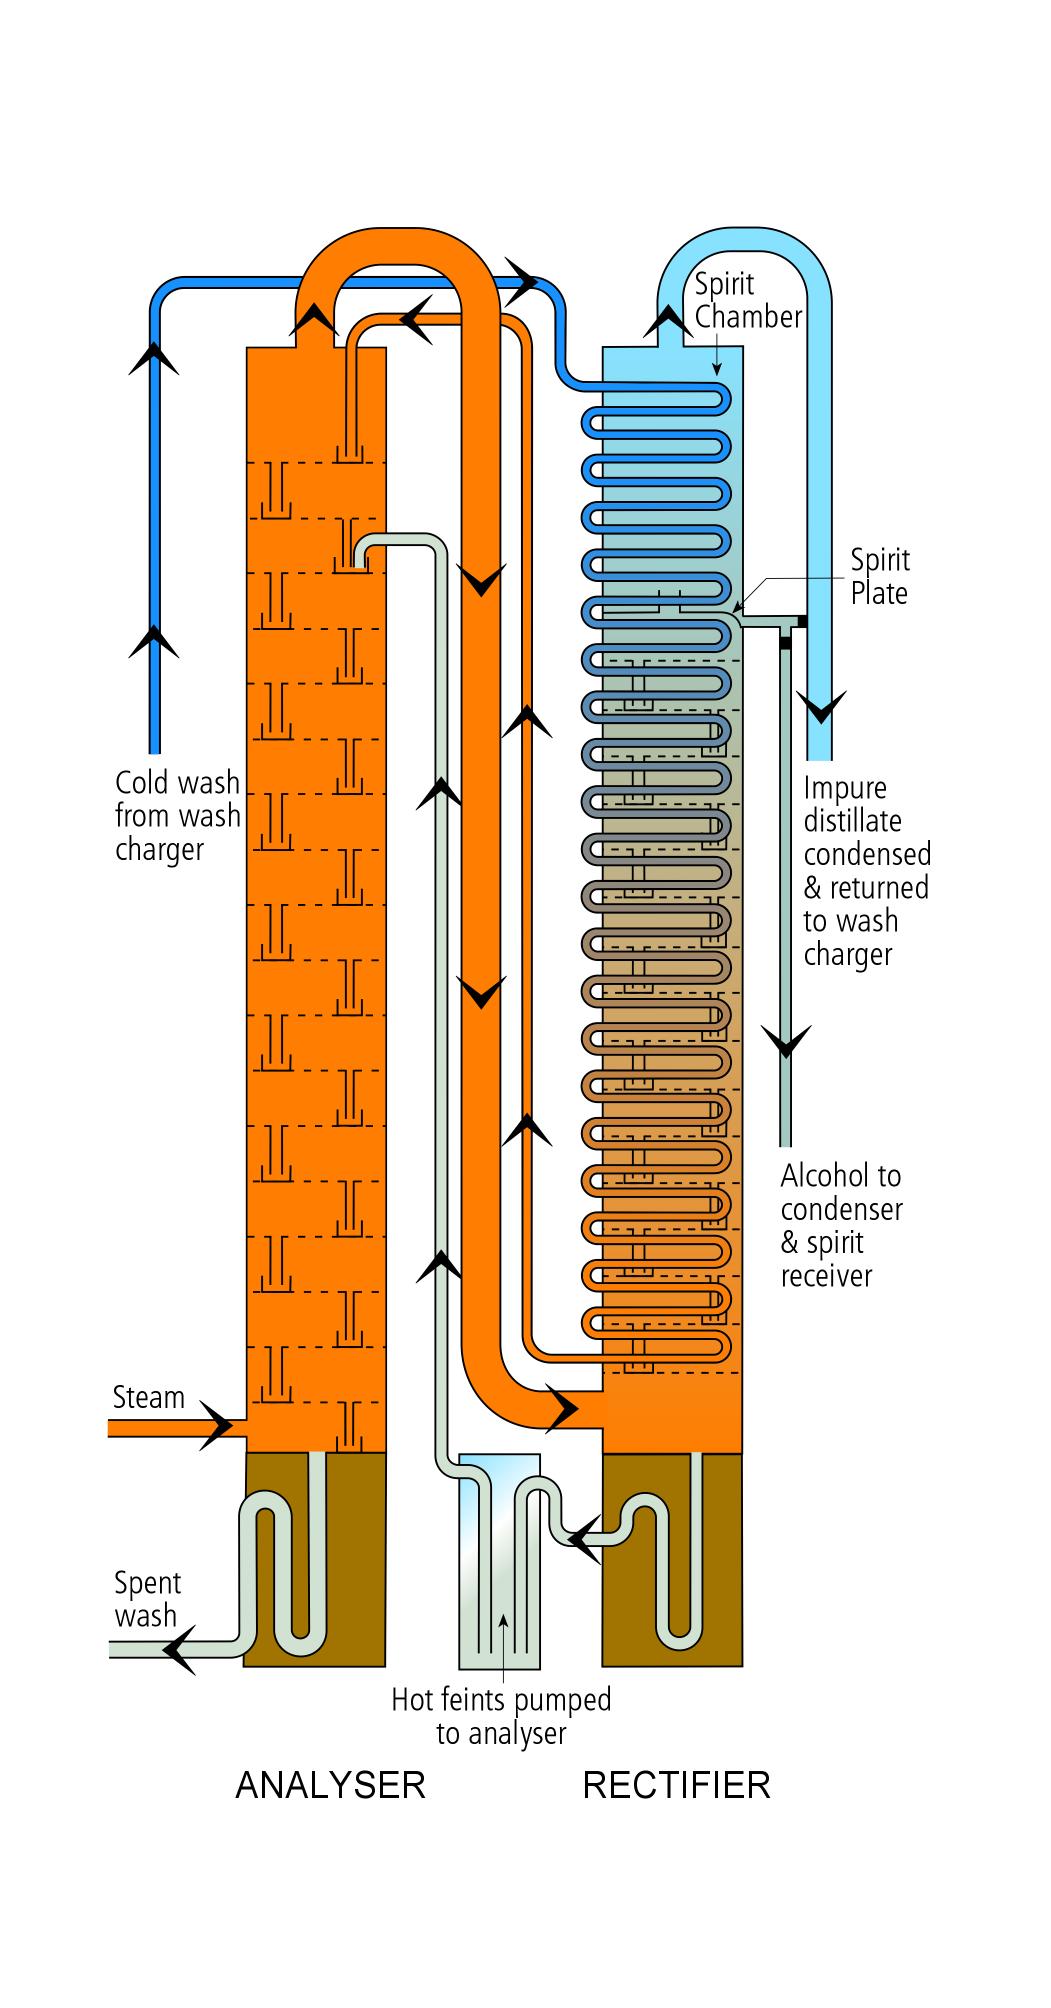 Spirit
Chamber
Spirit
Plate
Cold wash
from wash
charger
Impure
distillate
condensed
& returned
to wash
charger
Alcohol to
condenser
& spirit
receiver
Steam
Spent
wash
Hot feints pumped
to analyser
ANALYSER
RECTIFIER